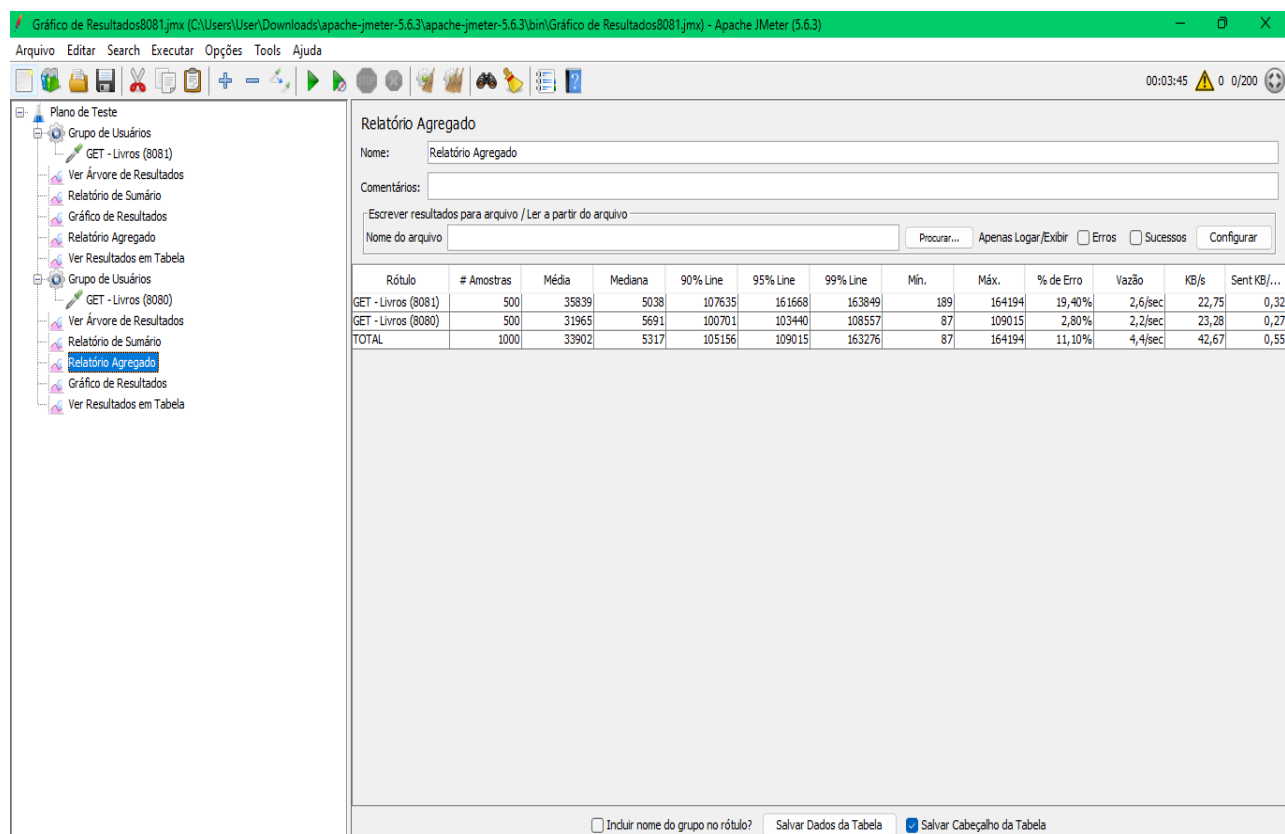 Gráfico de Resultados8081.jmx (C:\Users\User\Downloads\apache-jmeter-5.6.3\apache-jmeter-5.6.3\bin\Gráfico de Resultados8081.jmx) - Apache JMeter (5.6.3)
Arquivo Editar Search Executar Opções Tools Ajuda
00:03:45 0 0/200
Plano de Teste
Grupo de Usuários
GET - Livros (8081)
Ver Árvore de Resultados
Relatório de Sumário
Gráfico de Resultados
Relatório Agregado
Ver Resultados em Tabela
Grupo de Usuários
GET - Livros (8080)
Ver Árvore de Resultados
Relatório de Sumário
Relatório Agregado
Gráfico de Resultados
Ver Resultados em Tabela
Relatório Agregado
Nome: Relatório Agregado
Comentários:
Escrever resultados para arquivo / Ler a partir do arquivo
Nome do arquivo Procurar... Apenas Logar/Exibir Erros Sucessos Configurar
Rótulo # Amostras Média Mediana 90% Line 95% Line 99% Line Mín. Máx. % de Erro Vazão KB/s Sent KB/...
GET - Livros (8081) 500 35839 5038 107635 161668 163849 189 164194 19,40% 2,6/sec 22,75 0,32
GET - Livros (8080) 500 31965 5691 100701 103440 108557 87 109015 2,80% 2,2/sec 23,28 0,27
TOTAL 1000 33902 5317 105156 109015 163276 87 164194 11,10% 4,4/sec 42,67 0,55
Incluir nome do grupo no rótulo? Salvar Dados da Tabela Salvar Cabeçalho da Tabela